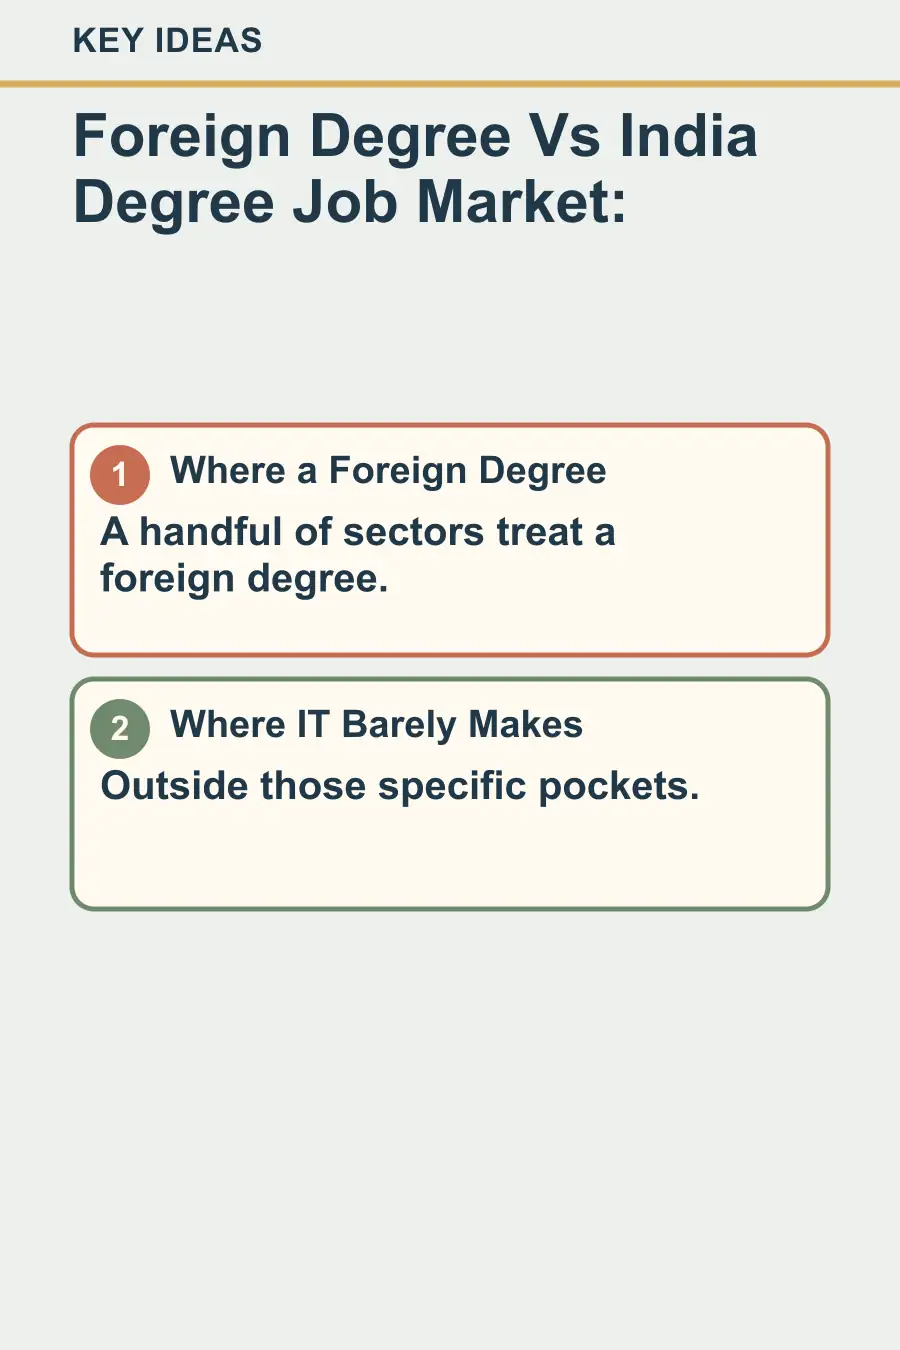 KEY IDEAS
Foreign Degree Vs India
Degree Job Market:
1 Where a Foreign Degree
A handful of sectors treat a
foreign degree.
2 Where IT Barely Makes
Outside those specific pockets.